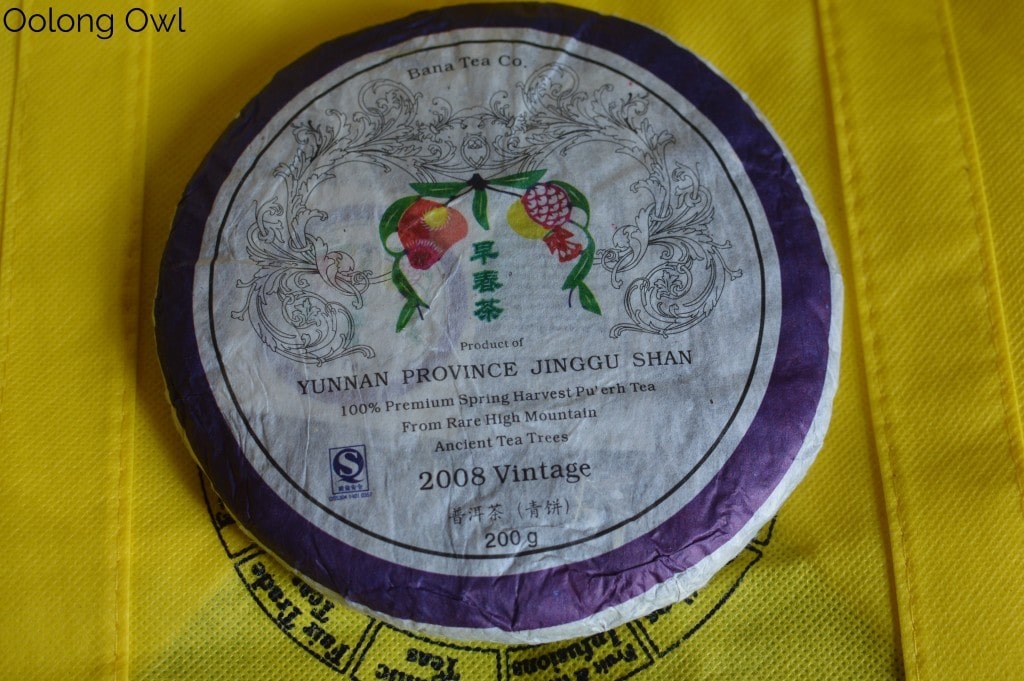 Oolong Owl
Bana Tea Co.
早春茶
Product of
YUNNAN PROVINCE JINGGU SHAN
100% Premium Spring Harvest Pu'erh Tea
From Rare High Mountain
Ancient Tea Trees
2008 Vintage
普洱茶（青饼）
200g
Fair Trade
Teas
Teas
Fruit &
Infusions